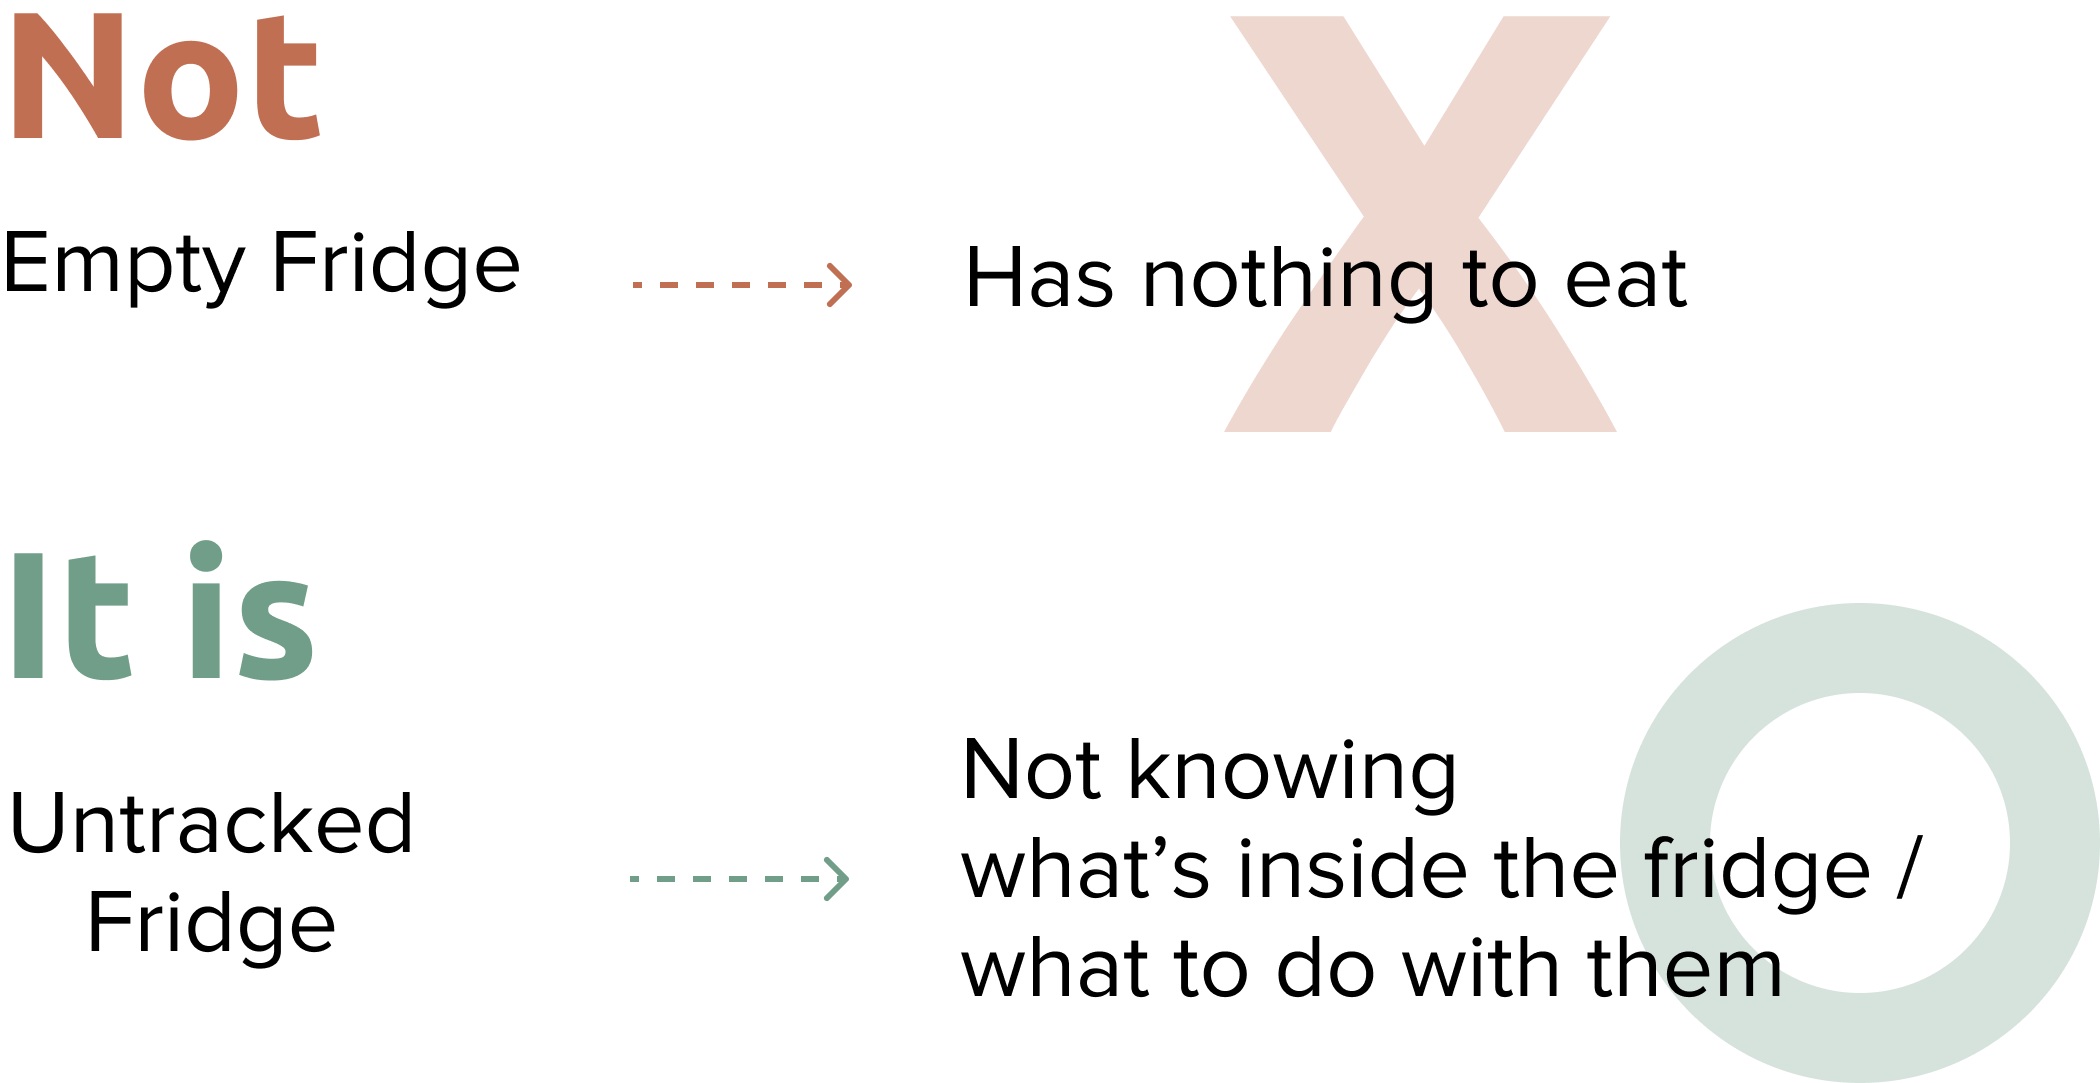 Not
Empty Fridge
Has nothing to eat
It is
Untracked
Fridge
Not knowing
what’s inside the fridge /
what to do with them